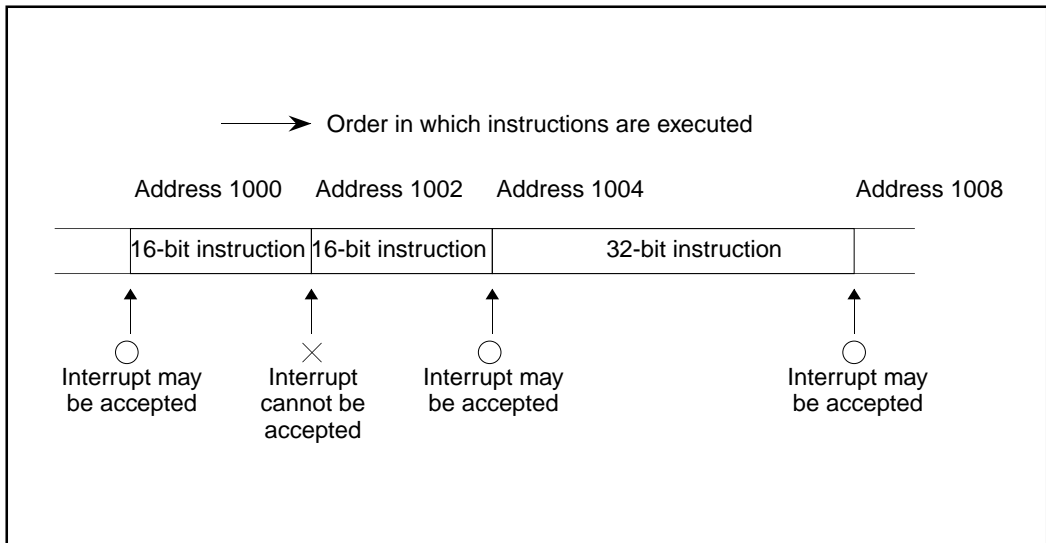 Order in which instructions are executed
Address 1000 Address 1002 Address 1004 Address 1008
16-bit instruction 16-bit instruction 32-bit instruction
Interrupt may
be accepted
Interrupt
cannot be
accepted
Interrupt may
be accepted
Interrupt may
be accepted